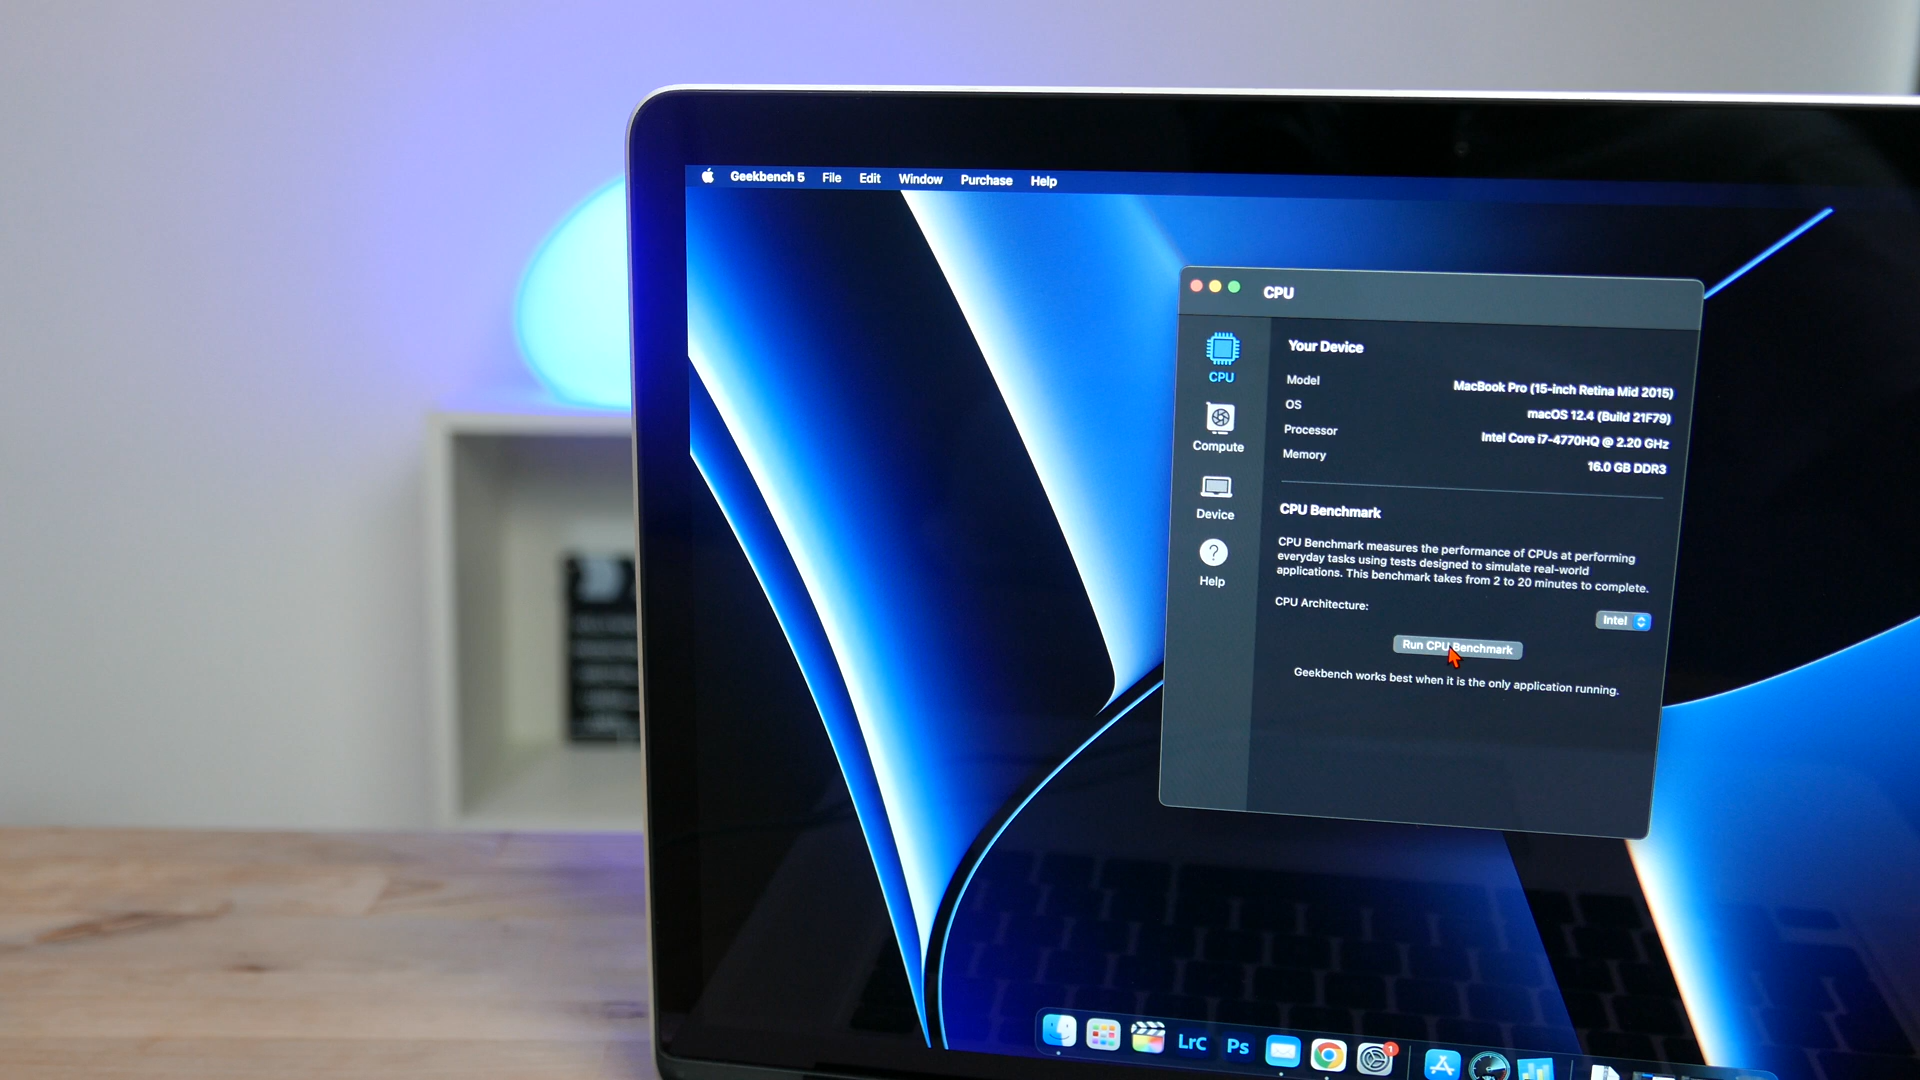 Geekbench 5 File Edit Window Purchase Help
CPU
CPU
Compute
Device
Help
Your Device
Model MacBook Pro (15-inch Retina Mid 2015)
OS macOS 12.4 (Build 21F79)
Processor Intel Core i7-4770HQ @ 2.20 GHz
Memory 16.0 GB DDR3
CPU Benchmark
CPU Benchmark measures the performance of CPUs at performing
everyday tasks using tests designed to simulate real-world
applications. This benchmark takes from 2 to 20 minutes to complete.
CPU Architecture: Intel
Run CPU Benchmark
Geekbench works best when it is the only application running.
LrC Ps 1